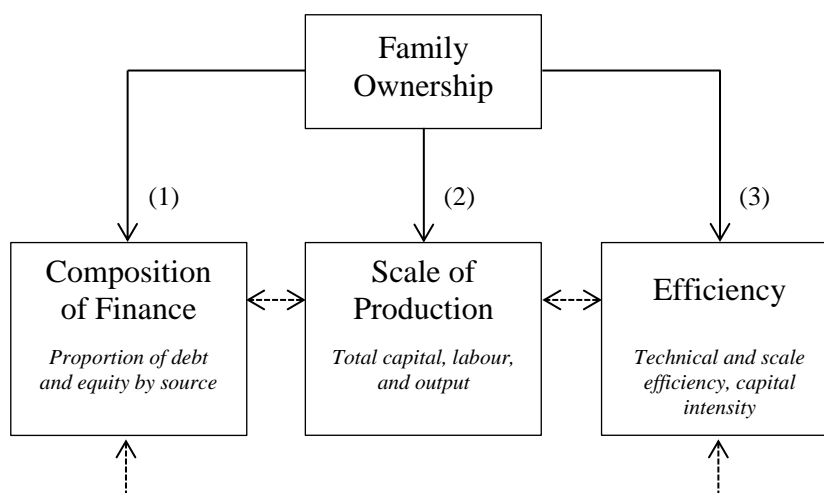 Family
Ownership
(1)
(2)
(3)
Composition
of Finance
Proportion of debt
and equity by source
Scale of
Production
Total capital, labour,
and output
Efficiency
Technical and scale
efficiency, capital
intensity